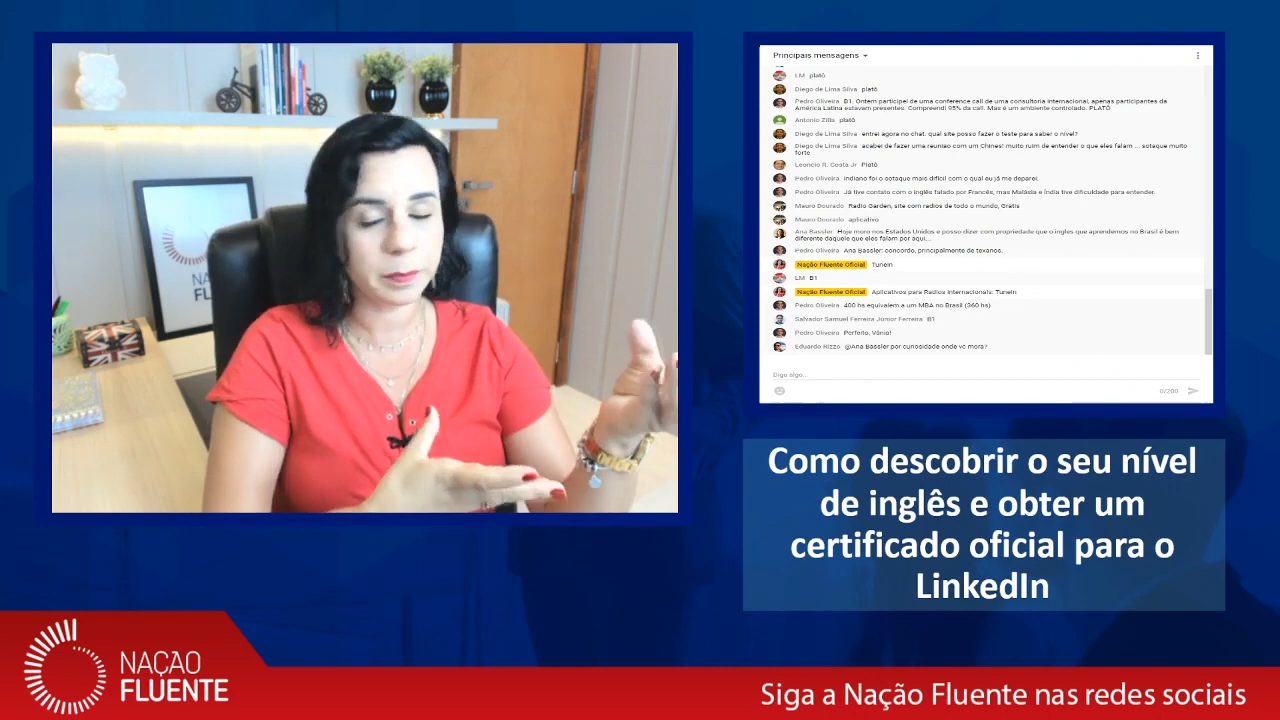 NAÇ
FL
Principais mensagens
LM platô
Diego de Lima Silva platô
Pedro Oliveira B1. Ontem participei de uma conference call de uma consultoria internacional, apenas participantes da
América Latina estavam presentes. Compreendi 95% da call. Mas é um ambiente controlado. PLATÔ
Antonio Zilla platô
Diego de Lima Silva entrei agora no chat. qual site posso fazer o teste para saber o nível?
Diego de Lima Silva acabei de fazer uma reuniao com um Chines! muito ruim de entender o que eles falam ... sotaque muito
forte
Leoncio R. Costa Jr Platô
Pedro Oliveira Indiano foi o sotaque mais difícil com o qual eu já me deparei.
Pedro Oliveira Já tive contato com o inglês falado por Francês, mas Malásia e Índia tive dificuldade para entender.
Mauro Dourado Radio Garden, site com radios de todo o mundo, Gratis
Mauro Dourado aplicativo
Ana Bassler Hoje moro nos Estados Unidos e posso dizer com propriedade que o ingles que aprendemos no Brasil é bem
diferente daquele que eles falam por aqui...
Pedro Oliveira Ana Bassler: concordo, principalmente de texanos.
Nação Fluente Oficial TuneIn
LM B1
Nação Fluente Oficial Aplicativos para Radios Internacionais: TuneIn
Pedro Oliveira 400 hs equivalem a um MBA no Brasil (360 hs)
Salvador Samuel Ferreira Júnior Ferreira B1
Pedro Oliveira Perfeito, Vânia!
Eduardo Rizzo @Ana Bassler por curiosidade onde vc mora?
Digo algo...
0/200
Como descobrir o seu nível
de inglês e obter um
certificado oficial para o
LinkedIn
NAÇÃO
FLUENTE
Siga a Nação Fluente nas redes sociais